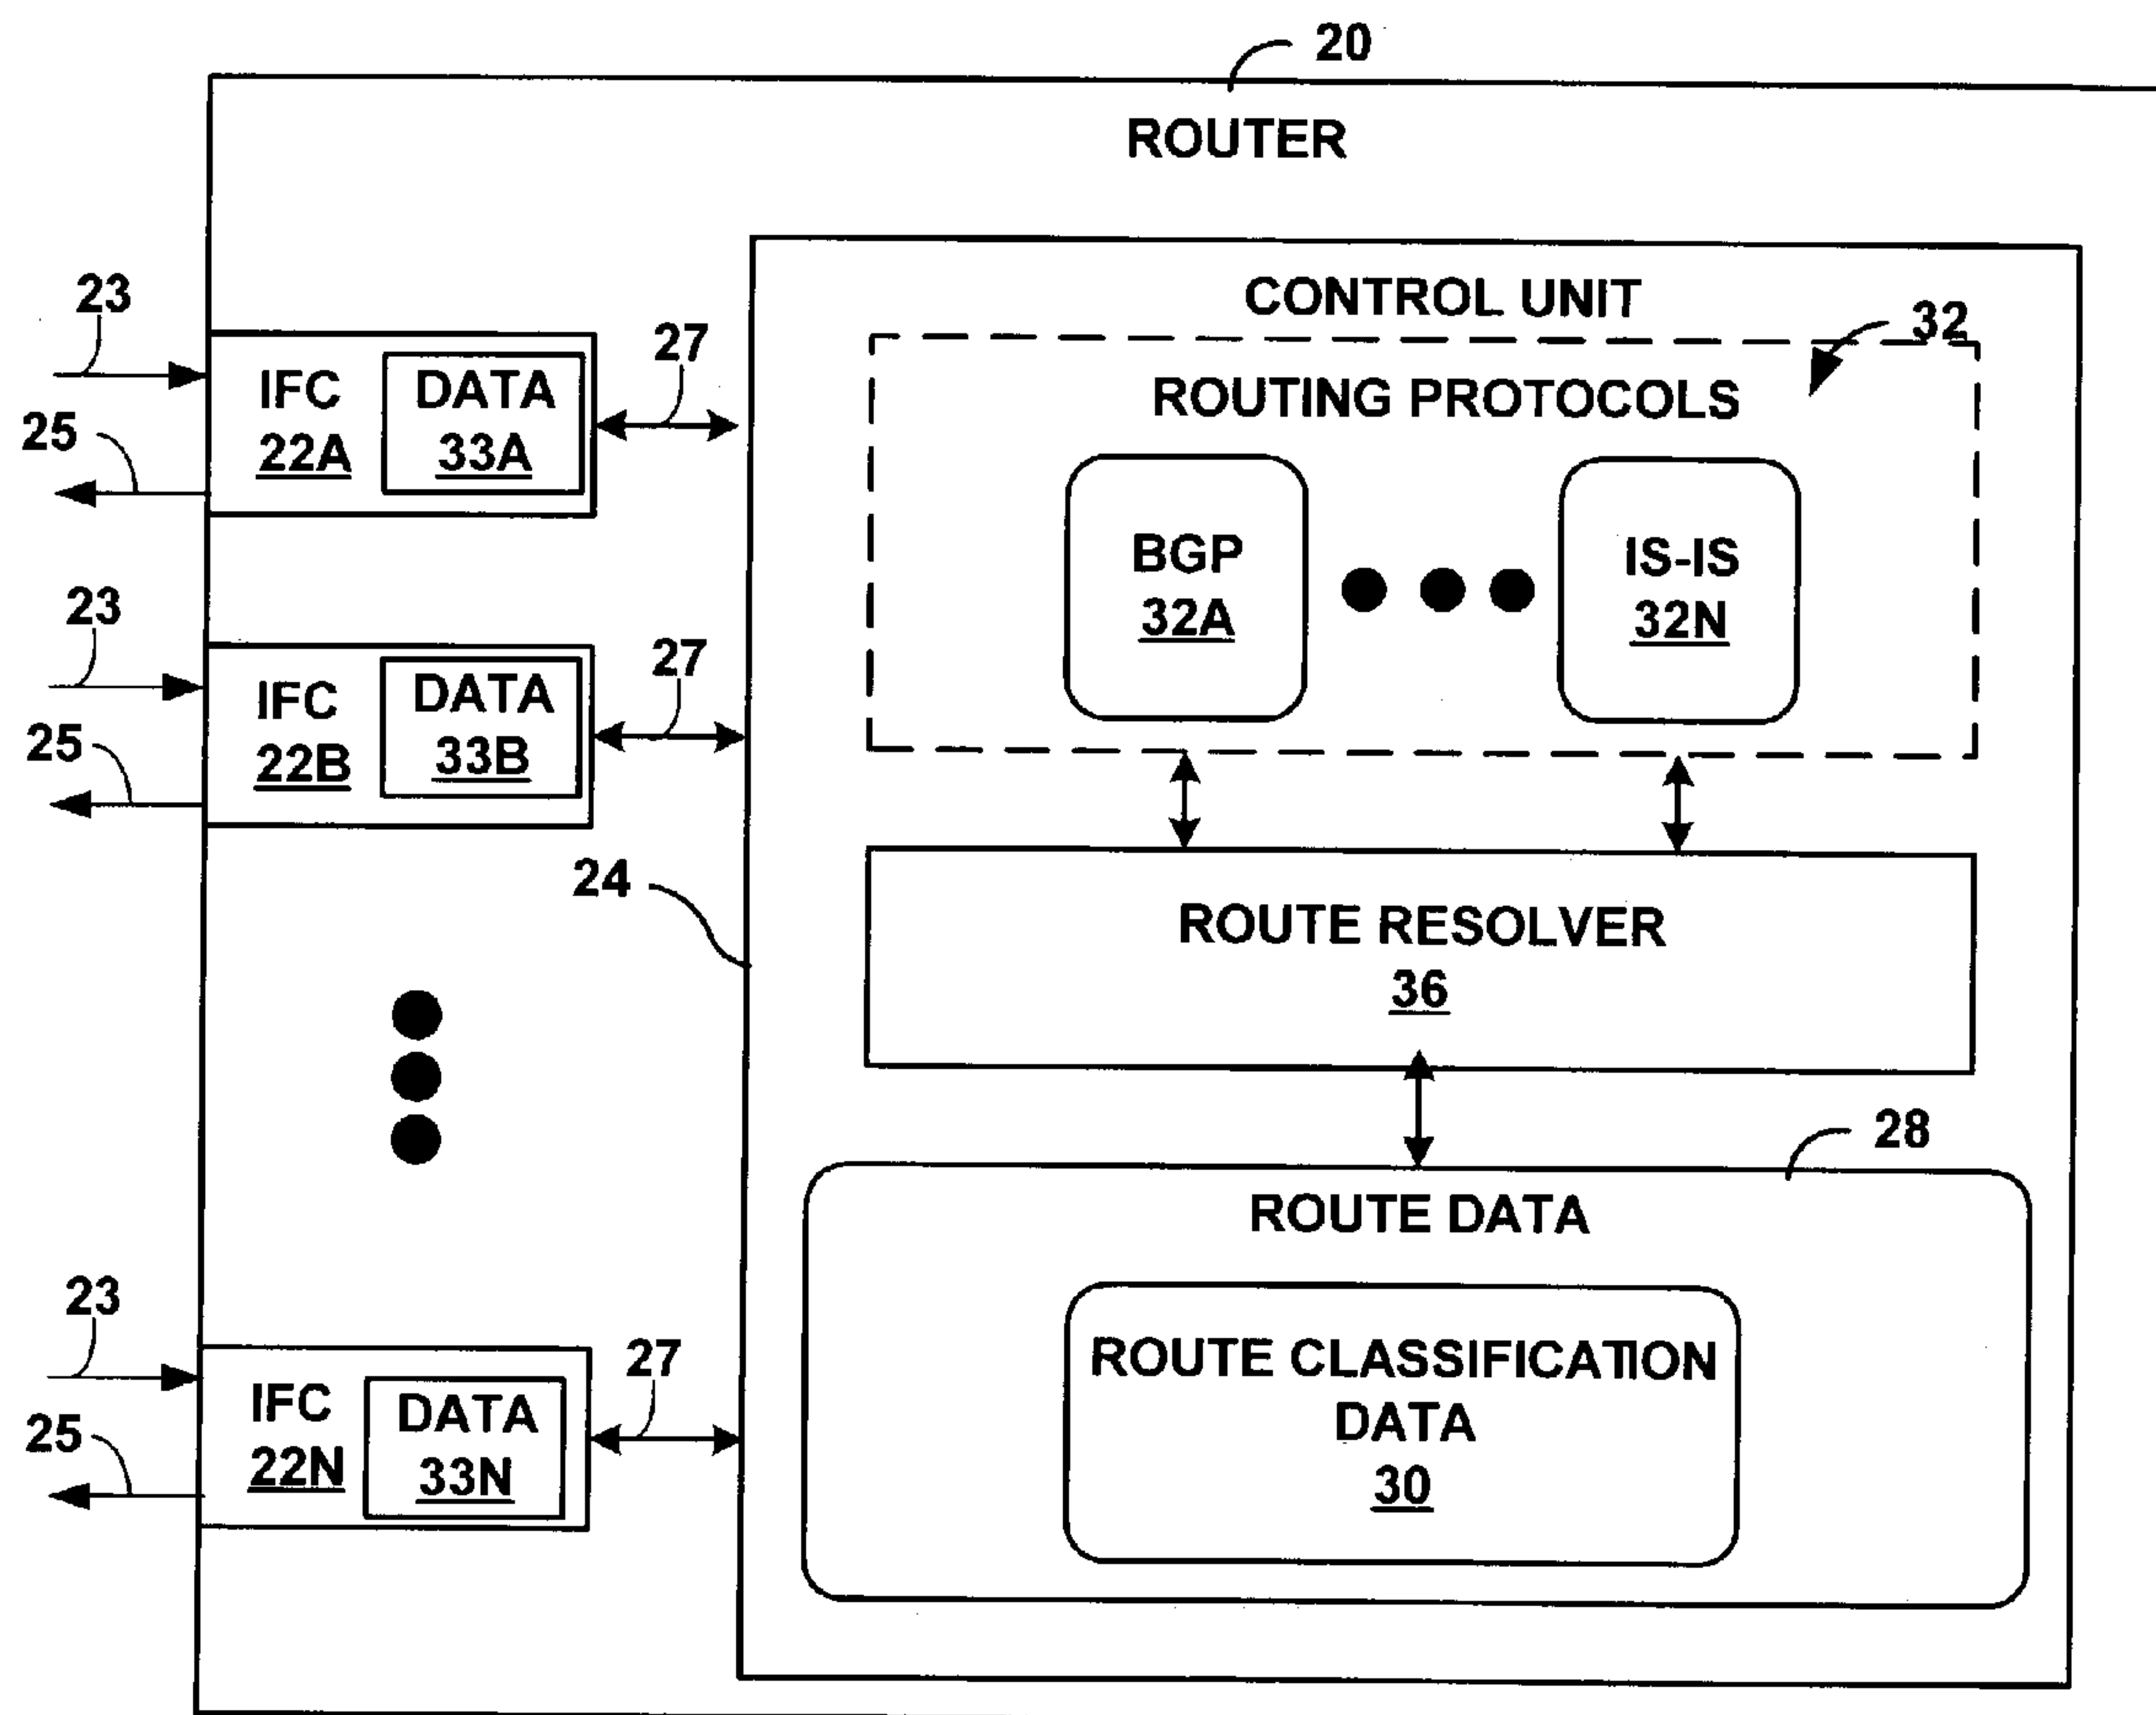 20
ROUTER
CONTROL UNIT
32
ROUTING PROTOCOLS
BGP
32A
IS-IS
32N
23
25
IFC
22A
DATA
33A
27
23
25
IFC
22B
DATA
33B
27
24
ROUTE RESOLVER
36
28
ROUTE DATA
ROUTE CLASSIFICATION
DATA
30
23
25
IFC
22N
DATA
33N
27